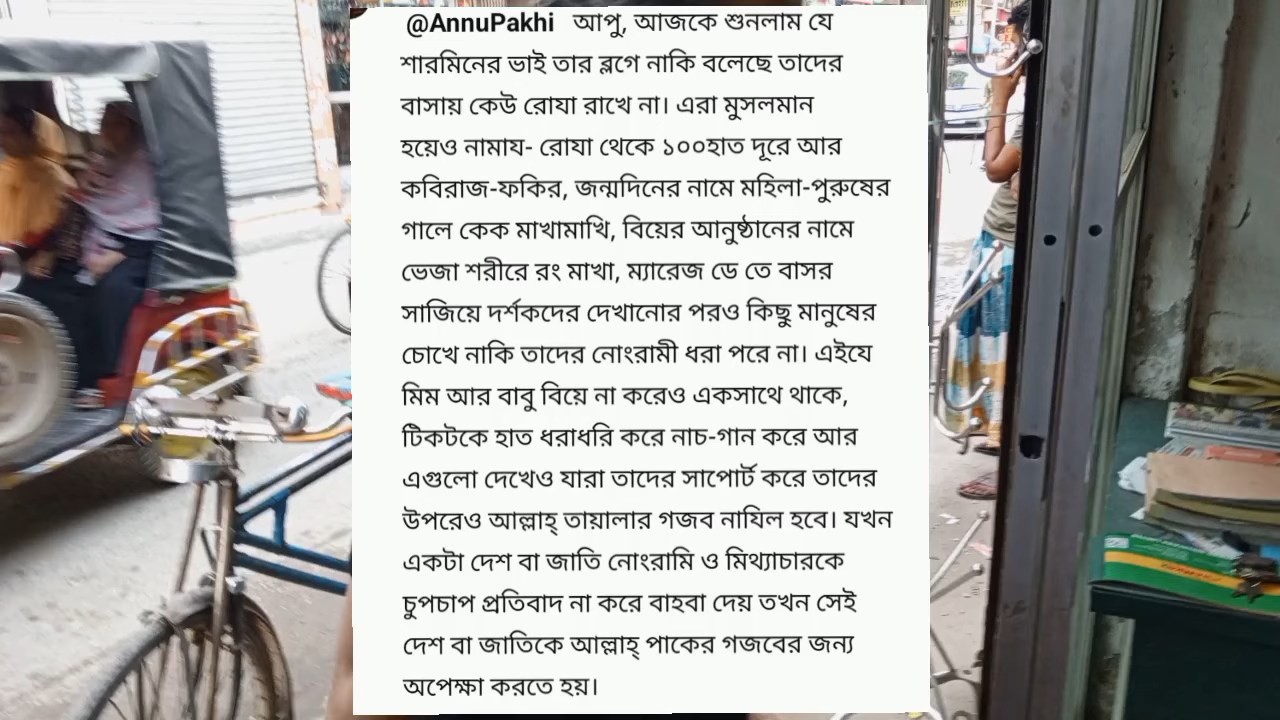 @AnnuPakhi আপু, আজকে শুনলাম যে
শারমিনের ভাই তার ব্লগে নাকি বলেছে তাদের
বাসায় কেউ রোযা রাখে না। এরা মুসলমান
হয়েও নামায- রোযা থেকে ১০০হাত দূরে আর
কবিরাজ-ফকির, জন্মদিনের নামে মহিলা-পুরুষের
গালে কেক মাখামাখি, বিয়ের আনুষ্ঠানের নামে
ভেজা শরীরে রং মাখা, ম্যারেজ ডে তে বাসর
সাজিয়ে দর্শকদের দেখানোর পরও কিছু মানুষের
চোখে নাকি তাদের নোংরামী ধরা পরে না। এইযে
মিম আর বাবু বিয়ে না করেও একসাথে থাকে,
টিকটকে হাত ধরাধরি করে নাচ-গান করে আর
এগুলো দেখেও যারা তাদের সাপোর্ট করে তাদের
উপরেও আল্লাহ্ তায়ালার গজব নাযিল হবে। যখন
একটা দেশ বা জাতি নোংরামি ও মিথ্যাচারকে
চুপচাপ প্রতিবাদ না করে বাহবা দেয় তখন সেই
দেশ বা জাতিকে আল্লাহ্ পাকের গজবের জন্য
অপেক্ষা করতে হয়।